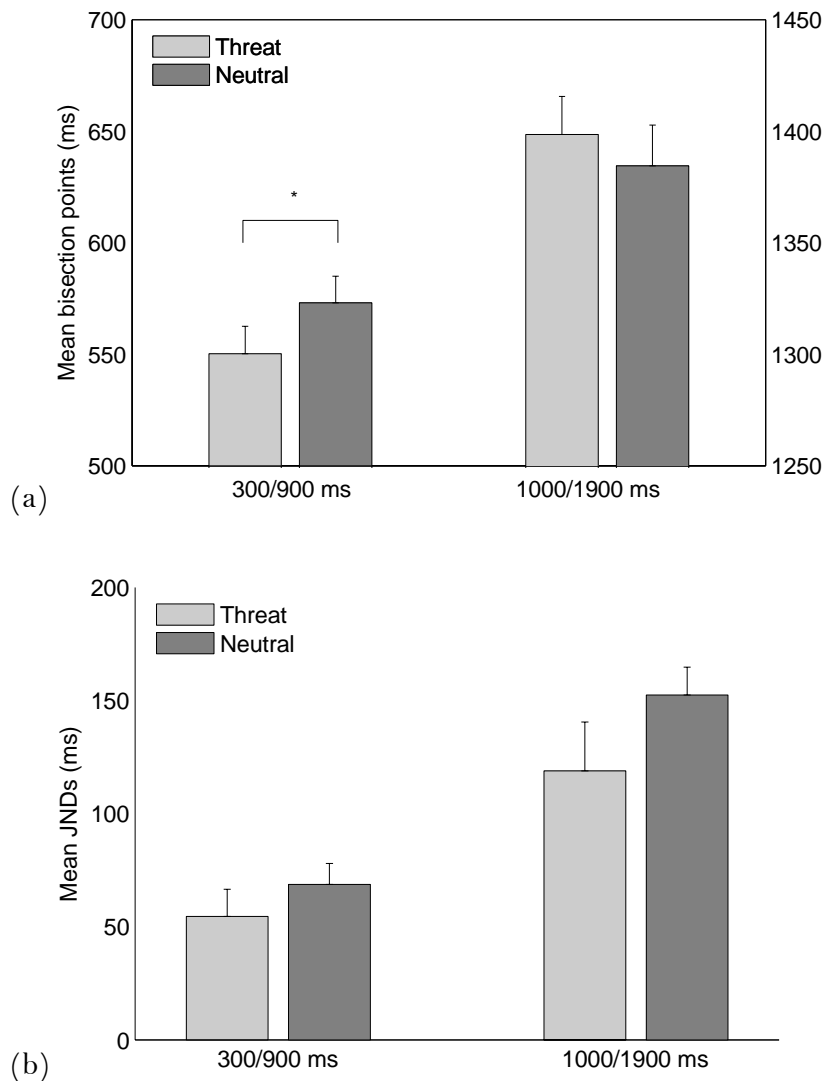 700
1450
Threat
Neutral
650
1400
*
600
1350
550
1300
500
1250
Mean bisection points (ms)
300/900 ms
1000/1900 ms
(a)
200
Threat
Neutral
150
100
50
0
Mean JNDs (ms)
300/900 ms
1000/1900 ms
(b)